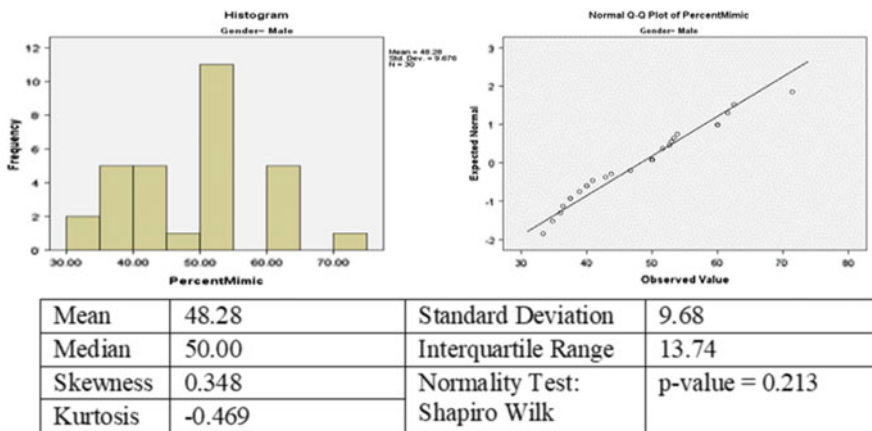 Histogram
Gender= Male
Mean = 48.28
Std. Dev. = 9.676
N = 30
12
10
8
6
4
2
0
Frequency
30.00 40.00 50.00 60.00 70.00
PercentMimic
Normal Q-Q Plot of PercentMimic
Gender= Male
3
2
1
0
-1
-2
Expected Normal
30 40 50 60 70 80
Observed Value
Mean 48.28 Standard Deviation 9.68
Median 50.00 Interquartile Range 13.74
Skewness 0.348 Normality Test: p-value = 0.213
Kurtosis -0.469 Shapiro Wilk